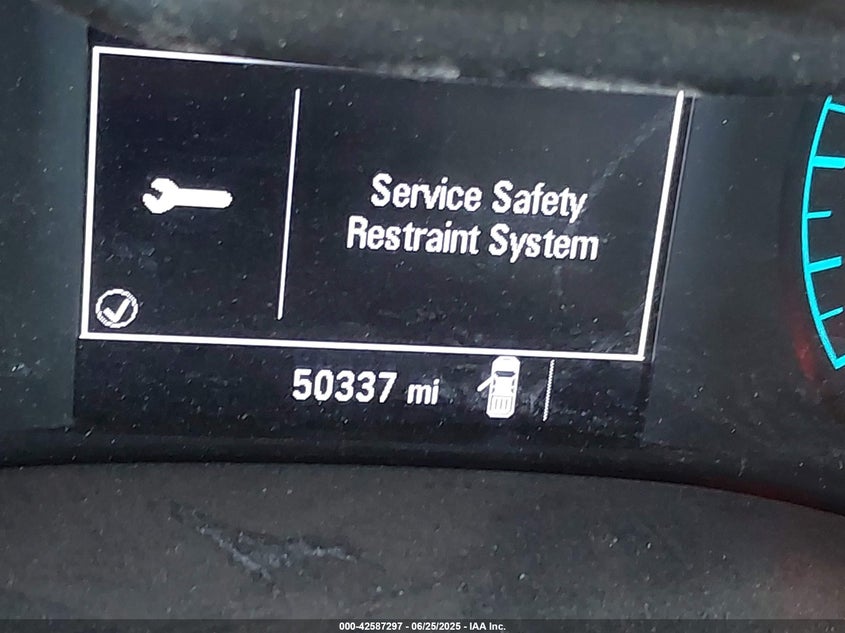 Service Safety
Restraint System
50337 mi
000-42587297 - 06/25/2025 - IAA Inc.